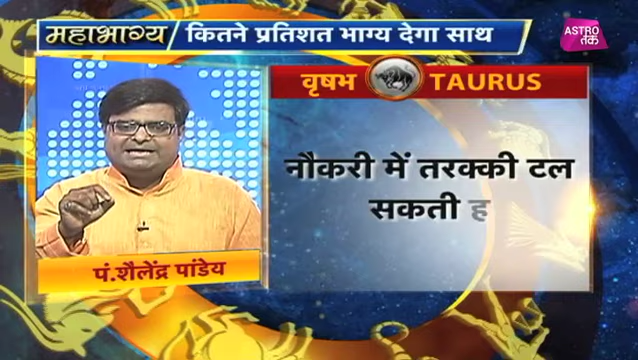 महाभाग्य / कितने प्रतिशत भाग्य देगा साथ
ASTRO
तक
वृषभ TAURUS
नौकरी में तरक्की टल
सकती ह
पं.शैलेंद्र पांडेय